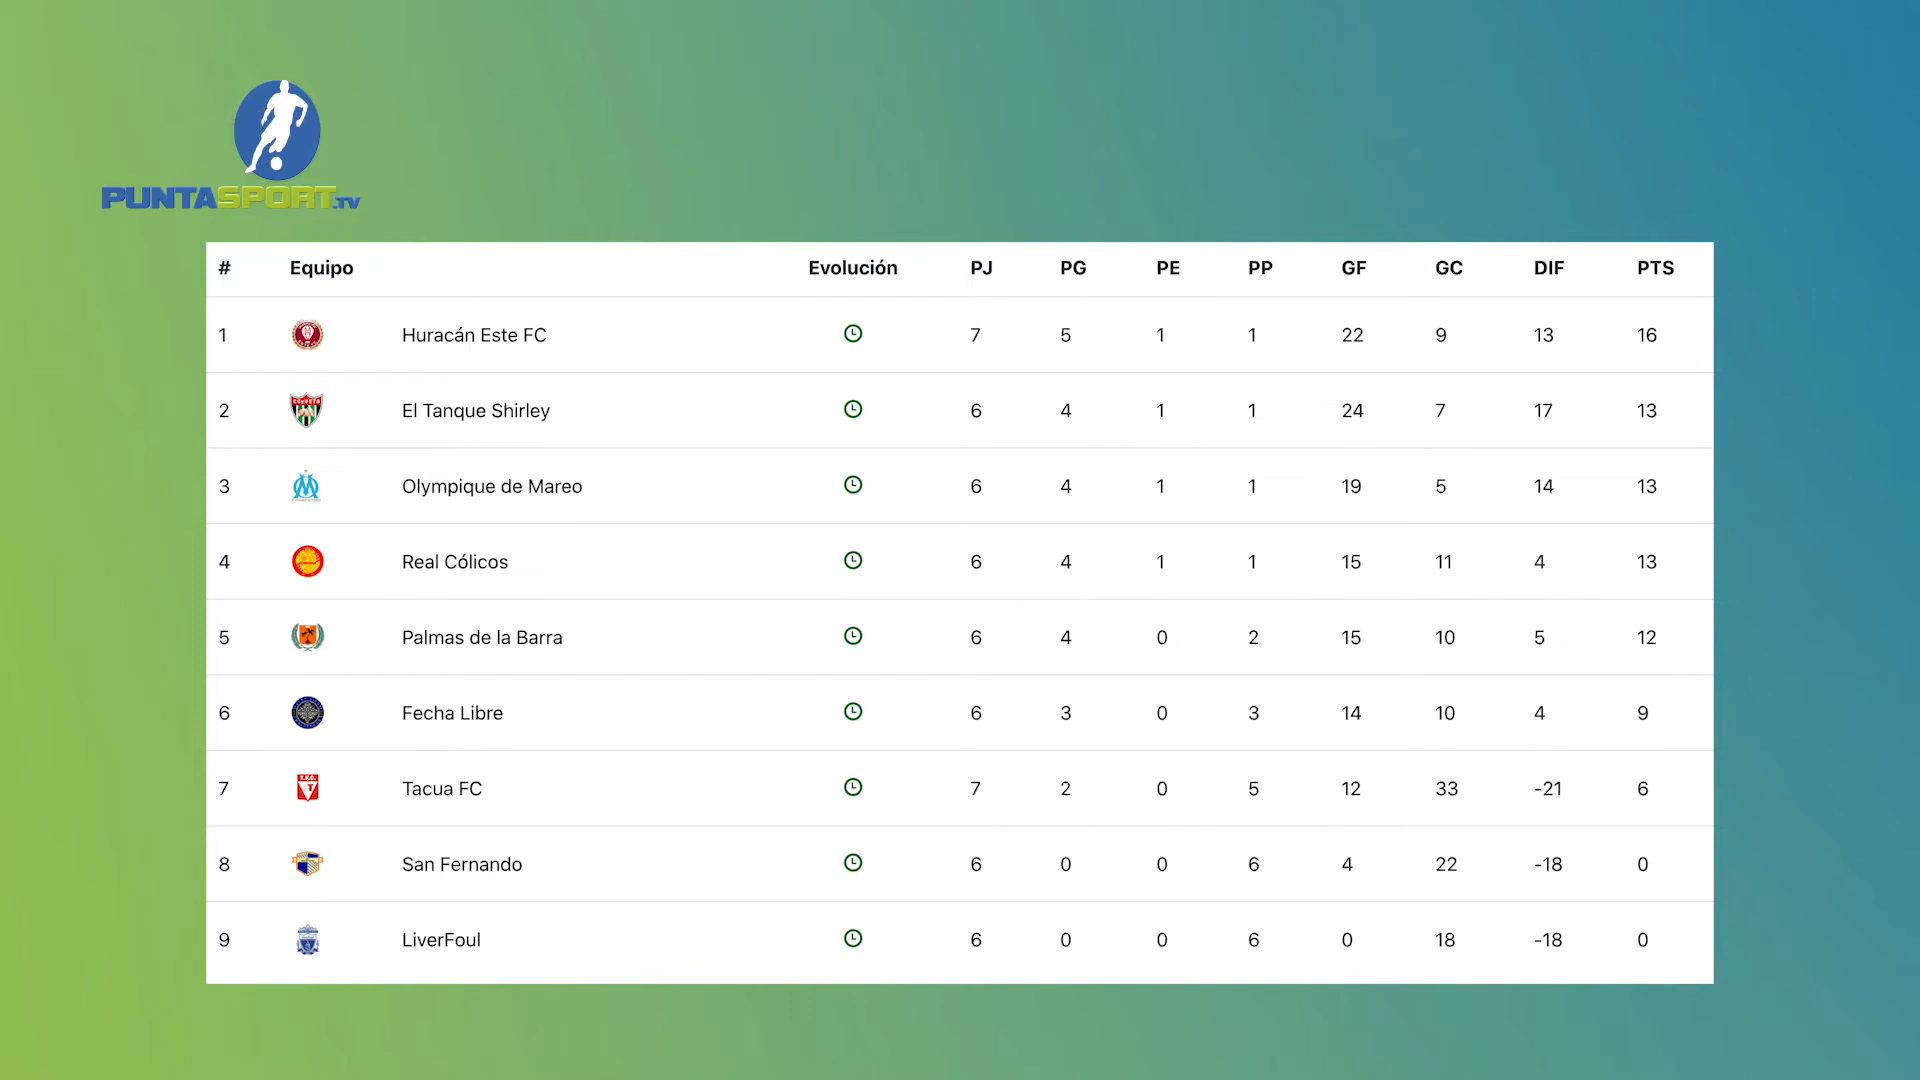 PUNTASPORT.TV
# Equipo Evolución PJ PG PE PP GF GC DIF PTS
1 Huracán Este FC 7 5 1 1 22 9 13 16
2 El Tanque Shirley 6 4 1 1 24 7 17 13
3 Olympique de Mareo 6 4 1 1 19 5 14 13
4 Real Cólicos 6 4 1 1 15 11 4 13
5 Palmas de la Barra 6 4 0 2 15 10 5 12
6 Fecha Libre 6 3 0 3 14 10 4 9
7 Tacua FC 7 2 0 5 12 33 -21 6
8 San Fernando 6 0 0 6 4 22 -18 0
9 LiverFoul 6 0 0 6 0 18 -18 0